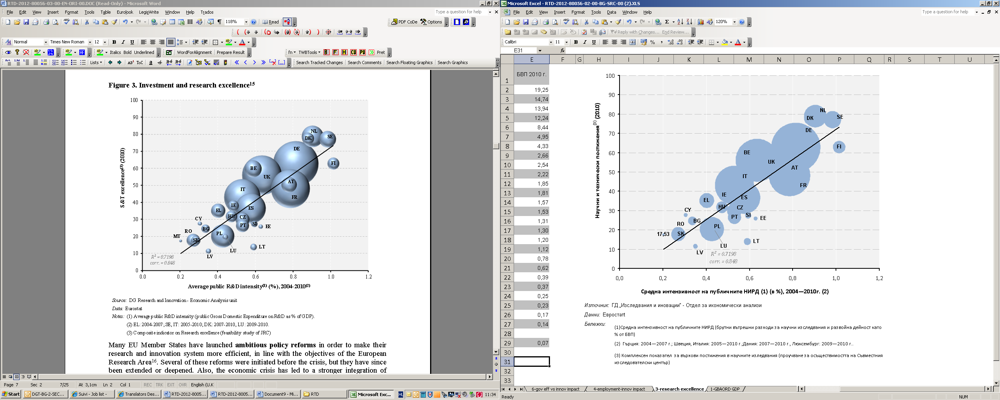 RTD-2012-80056-03-00-EN-ORI-00.DOC (Read-Only) - Microsoft Word
File Edit View Insert Format Tools Table Eurolook LegisWrite Window Help Trados
Type a question for help
118% Read
PDF CoDe Options
Normal Times New Roman 12 B I U
Italics Bold Underlined WordForAlignment Prepare Result fn TWBTools B F H CU PU Pret
Lists Search Tracked Changes Search Comments Search Floating Graphics Search Graphics
Figure 3. Investment and research excellence15
S&T excellence(3) (2010)
100
90
80
70
60
50
40
30
20
10
0
NL
DK
SE
DE
FI
BE
UK
AT
IT
FR
IE
ES
EL
HU
CZ
CY
PT
SI
EE
BG
RO
PL
MT
SK
LU
LT
LV
R2 = 0.7198
corr. = 0.848
0.0 0.2 0.4 0.6 0.8 1.0 1.2
Average public R&D intensity(1) (%), 2004-2010(2)
Source: DG Research and Innovation - Economic Analysis unit
Data: Eurostat
Notes: (1) Average public R&D intensity (public Gross Domestic Expenditure on R&D as % of GDP).
(2) EL: 2004-2007; SE, IT: 2005-2010; DK: 2007-2010, LU: 2009-2010.
(3) Composite indicator on Research excellence (feasibility study of JRC)
Many EU Member States have launched ambitious policy reforms in order to make their
research and innovation system more efficient, in line with the objectives of the European
Research Area16. Several of these reforms were initiated before the crisis, but they have since
been extended or deepened. Also, the economic crisis has led to a stronger integration of
Page 7 Sec 2 7/25 At 3,1cm Ln 2 Col 1 REC TRK EXT OVR English (U.K
Start DGT-BG-2-SEC... Suivi - Job list - Translators Des... RTD-2012-8005... RTD-2012-8005... Document9 - Mi... RTD Microsoft Exc... HL 11:34
Microsoft Excel - RTD-2012-80056-02-00-BG-SRC-00 (2).XLS
File Edit View Insert Format Tools Data Window Help
Type a question for help
120%
Reply with Changes... End Review...
Calibri 11 B I U
E31 fx
E F G H I J K L M N O P Q R S T U
1 БВП 2010 г.
2 19,25
3 14,74
4 13,94
5 12,24
6 8,44
7 4,95
8 4,33
9 2,66
10 2,54
11 2,22
12 1,85
13 1,81
14 1,57
15 1,53
16 1,31
17 1,30
18 1,20
19 1,12
20 0,78
21 0,62
22 0,39
23 0,37
24 0,25
25 0,23
26 0,17
27 0,14
28
29 0,07
30
31
32
33
Научни и технически постижения(3) (2010)
100
90
80
70
60
50
40
30
20
10
0
NL
DK
SE
DE
FI
BE
UK
AT
IT
FR
IE
ES
EL
HU
CZ
CY
PT
SI
EE
BG
RO
PL
17,53
SK
LT
LU
LV
R2 = 0.7198
corr. = 0.848
0,0 0,2 0,4 0,6 0,8 1,0 1,2
Средна интензивност на публичните НИРД (1) (в %), 2004—2010г. (2)
Източник: ГД „Изследвания и иновации" - Отдел за икономически анализи
Данни: Евростатt
Бележки:
(1)Средна интензивност на публичните НИРД (брутни вътрешни разходи за научни изследвания и развойна дейност като
% от БВП)
(2) Гърция: 2004—2007 г.; Швеция, Италия: 2005—2010 г.;Дания: 2007—2010 г., Люксембург: 2009—2010 г..
(3) Комплексен показател за върхови постижения в научните изледвания (проучване за осъществимостта на Съвместния
изследователски център)
6-gov eff vs innov impact 4-employment-innov impact 3-research excellence 1-GBAORD GDP
Ready NUM